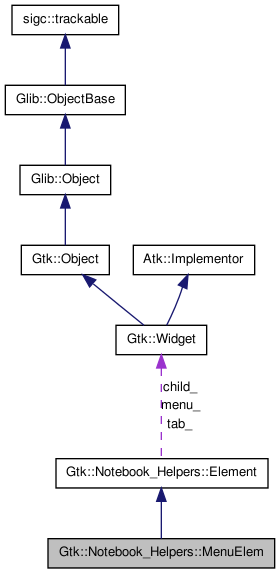 sigc::trackable
Glib::ObjectBase
Glib::Object
Gtk::Object
Atk::Implementor
Gtk::Widget
child_
menu_
tab_
Gtk::Notebook_Helpers::Element
Gtk::Notebook_Helpers::MenuElem